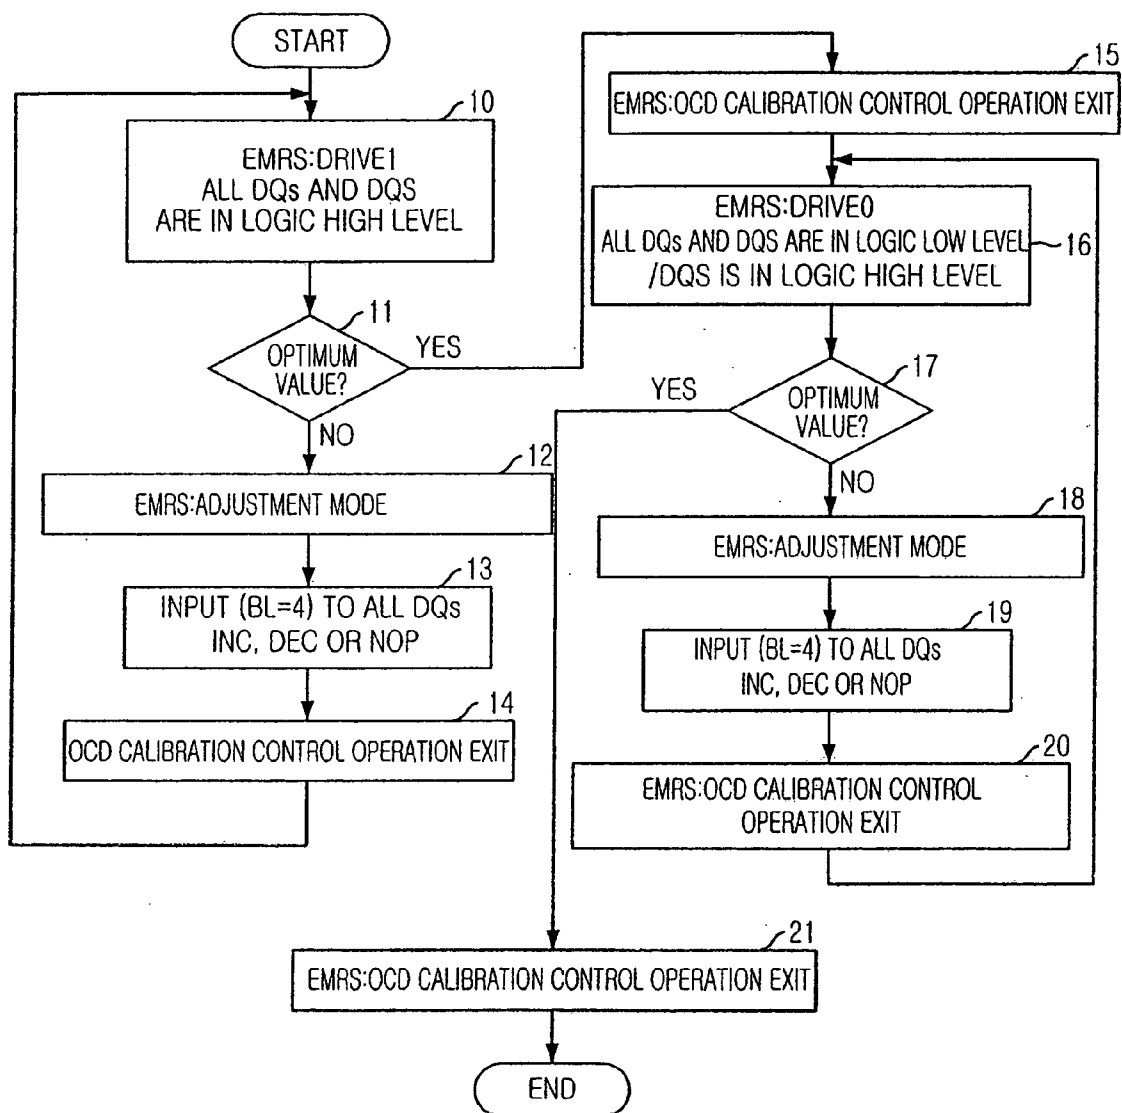 START
10
EMRS:DRIVE1
ALL DQs AND DQS
ARE IN LOGIC HIGH LEVEL
11
OPTIMUM
VALUE?
YES
NO
12
EMRS:ADJUSTMENT MODE
13
INPUT (BL=4) TO ALL DQs
INC, DEC OR NOP
14
OCD CALIBRATION CONTROL OPERATION EXIT
15
EMRS:OCD CALIBRATION CONTROL OPERATION EXIT
EMRS:DRIVE0
ALL DQs AND DQS ARE IN LOGIC LOW LEVEL
/DQS IS IN LOGIC HIGH LEVEL
16
17
OPTIMUM
VALUE?
YES
NO
18
EMRS:ADJUSTMENT MODE
19
INPUT (BL=4) TO ALL DQs
INC, DEC OR NOP
20
EMRS:OCD CALIBRATION CONTROL
OPERATION EXIT
21
EMRS:OCD CALIBRATION CONTROL OPERATION EXIT
END